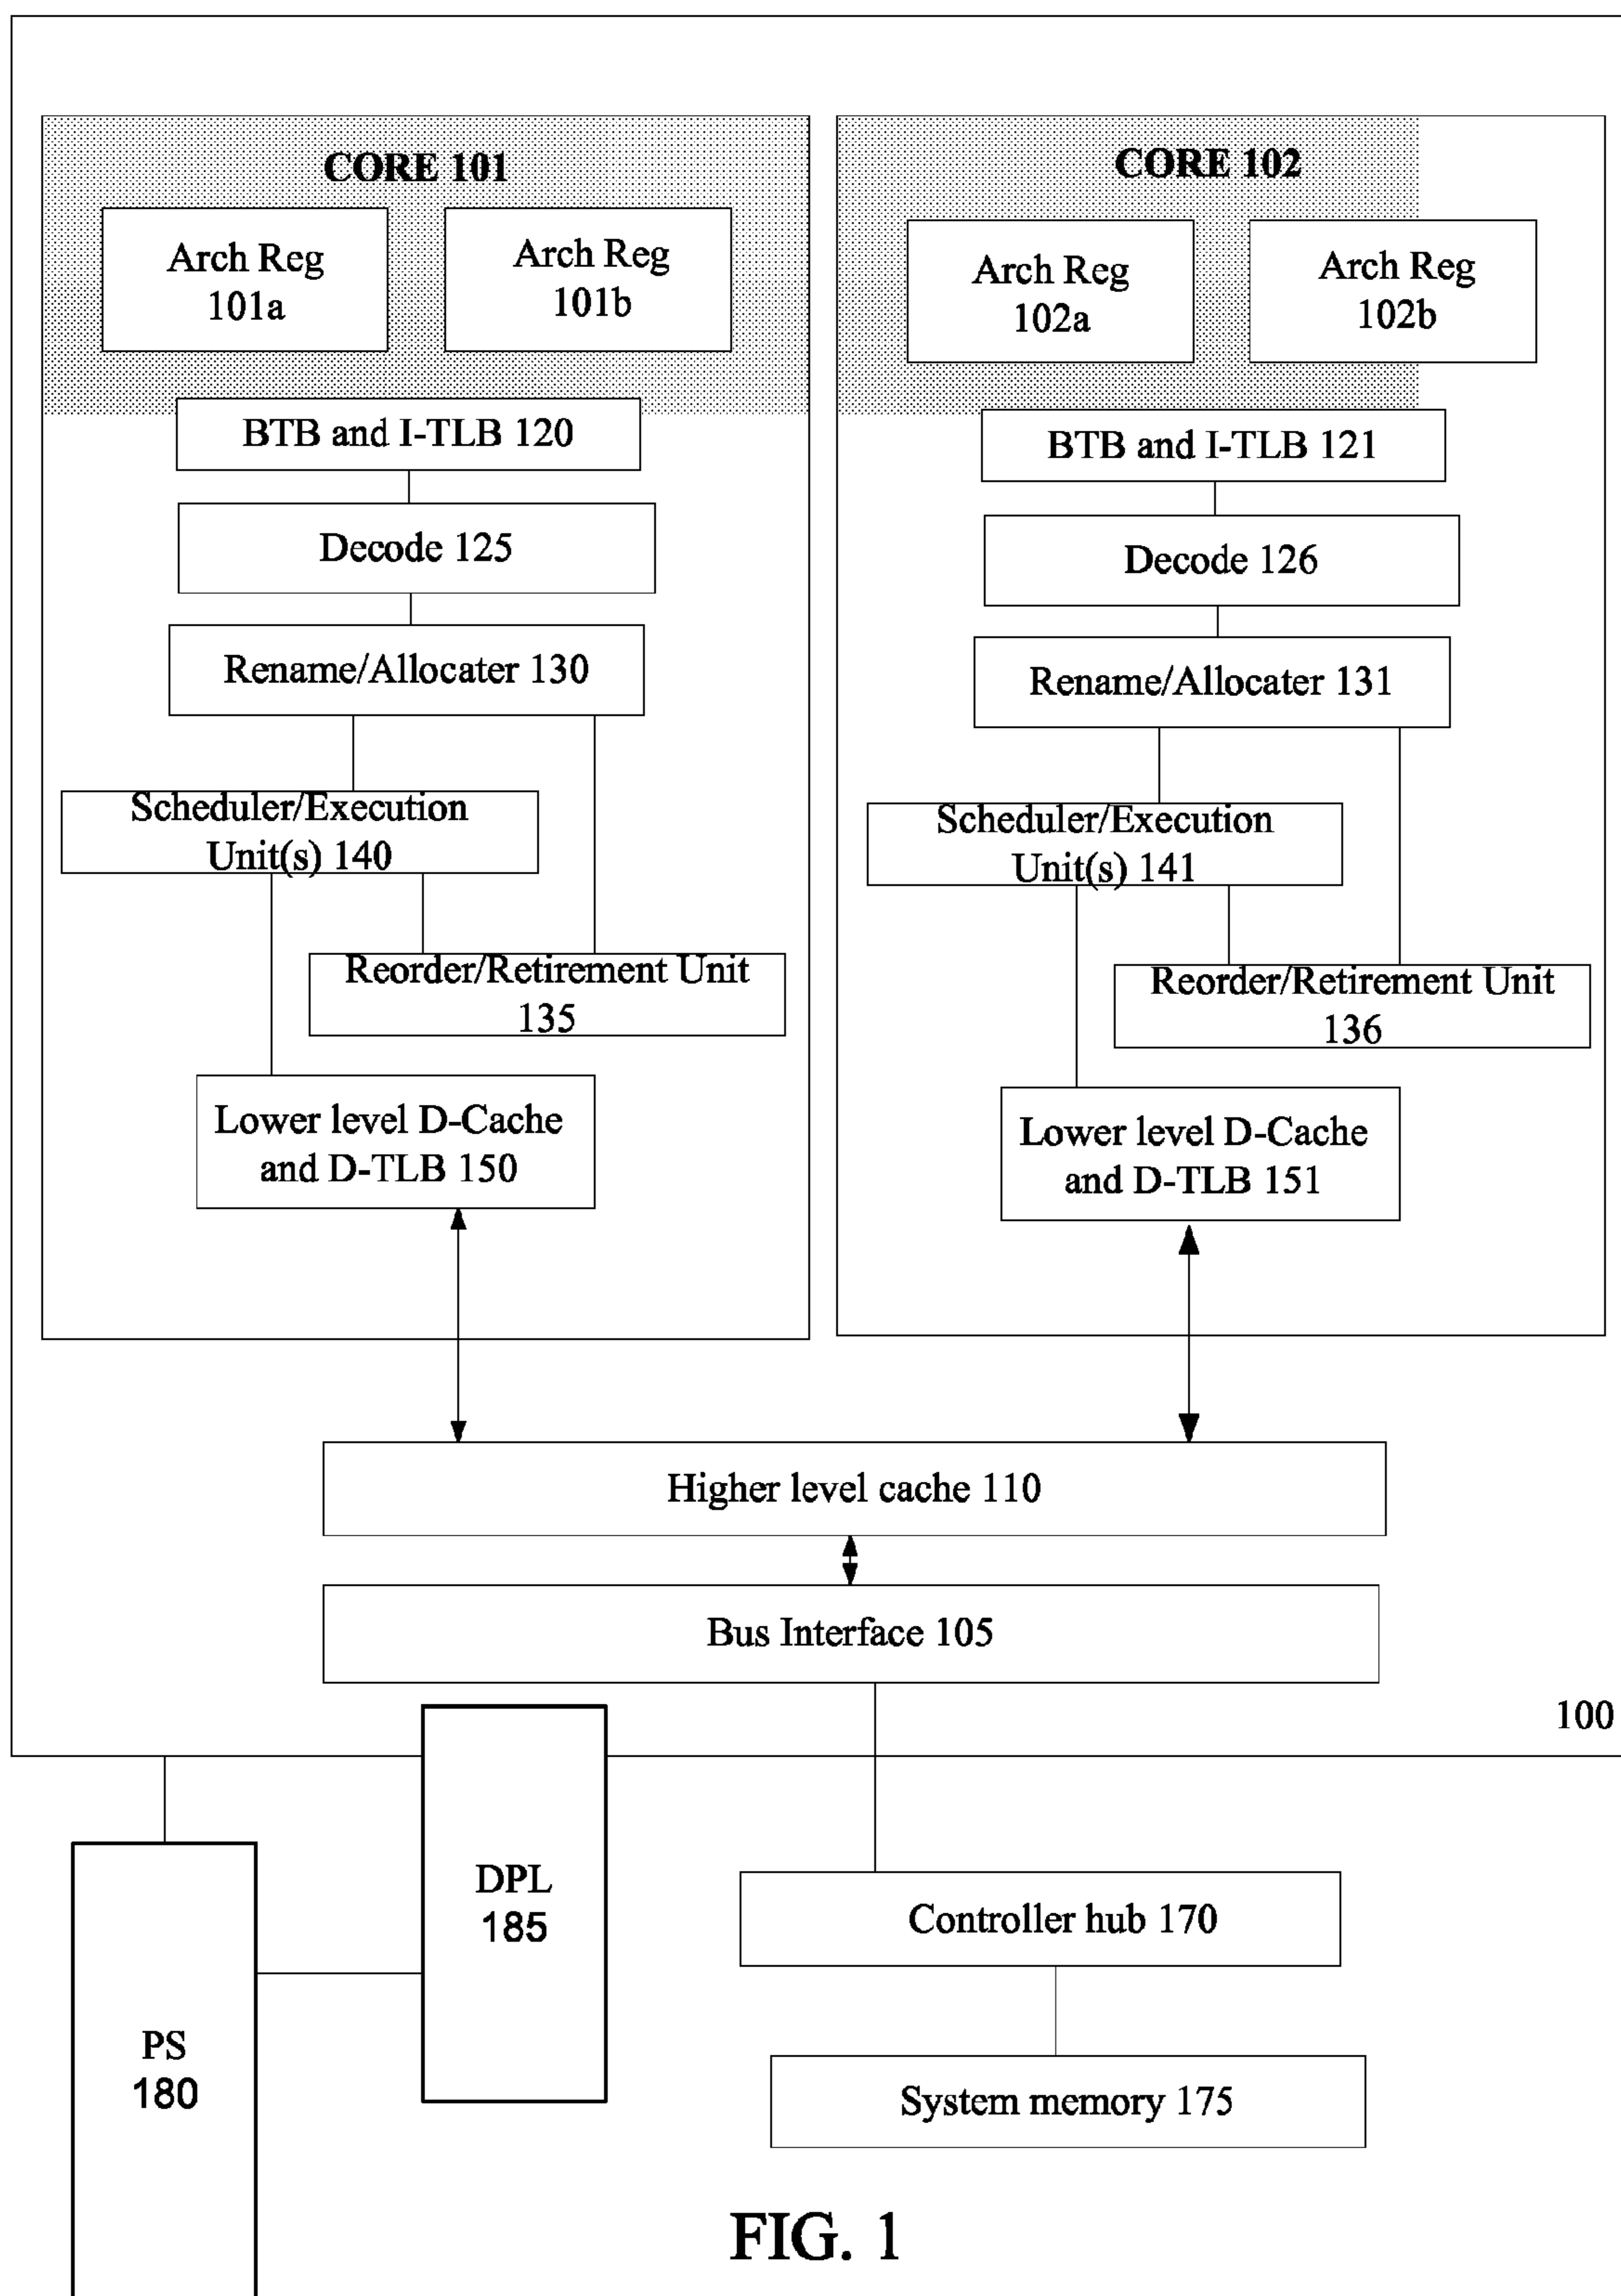 CORE 101
Arch Reg
101a
Arch Reg
101b
BTB and I-TLB 120
Decode 125
Rename/Allocater 130
Scheduler/Execution
Unit(s) 140
Reorder/Retirement Unit
135
Lower level D-Cache
and D-TLB 150
CORE 102
Arch Reg
102a
Arch Reg
102b
BTB and I-TLB 121
Decode 126
Rename/Allocater 131
Scheduler/Execution
Unit(s) 141
Reorder/Retirement Unit
136
Lower level D-Cache
and D-TLB 151
Higher level cache 110
Bus Interface 105
100
DPL
185
Controller hub 170
PS
180
System memory 175
FIG. 1